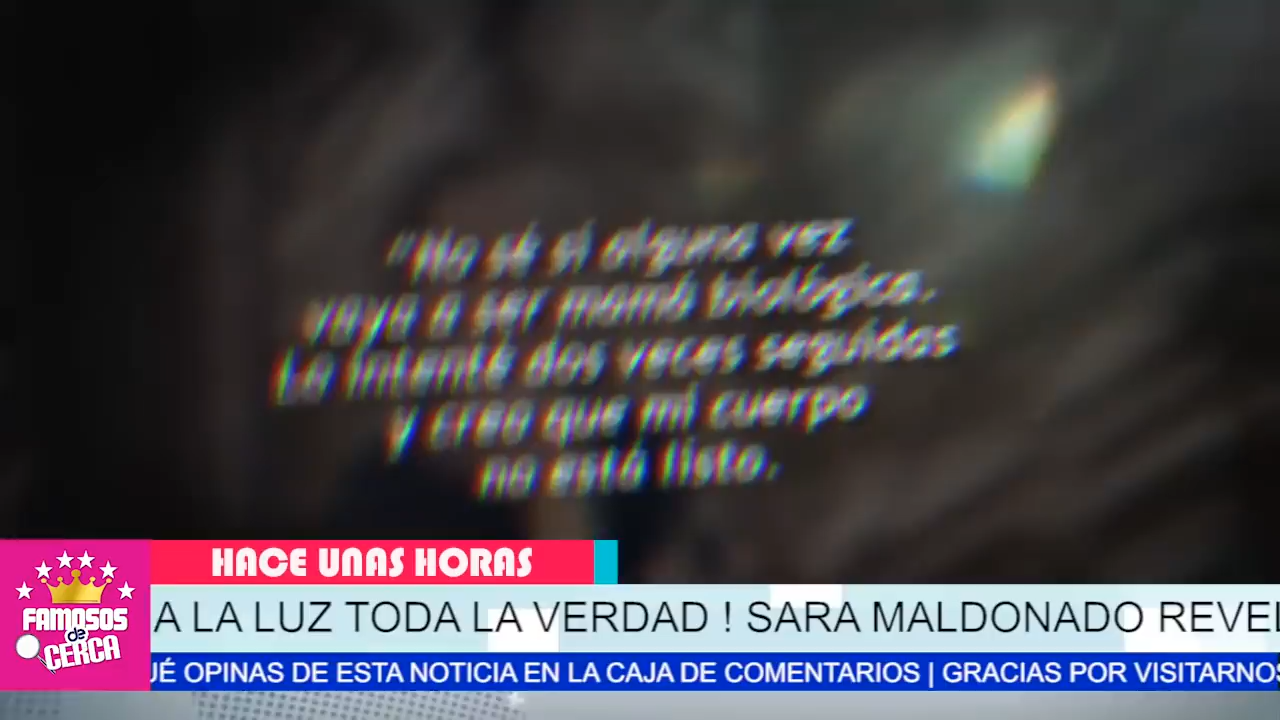 "No sé si alguna vez
vaya a ser mamá biológica.
Lo intenté dos veces seguidas
y creo que mi cuerpo
no está listo.
HACE UNAS HORAS
FAMOSOS
de
CERCA
A LA LUZ TODA LA VERDAD ! SARA MALDONADO REVEL
UÉ OPINAS DE ESTA NOTICIA EN LA CAJA DE COMENTARIOS | GRACIAS POR VISITARNOS